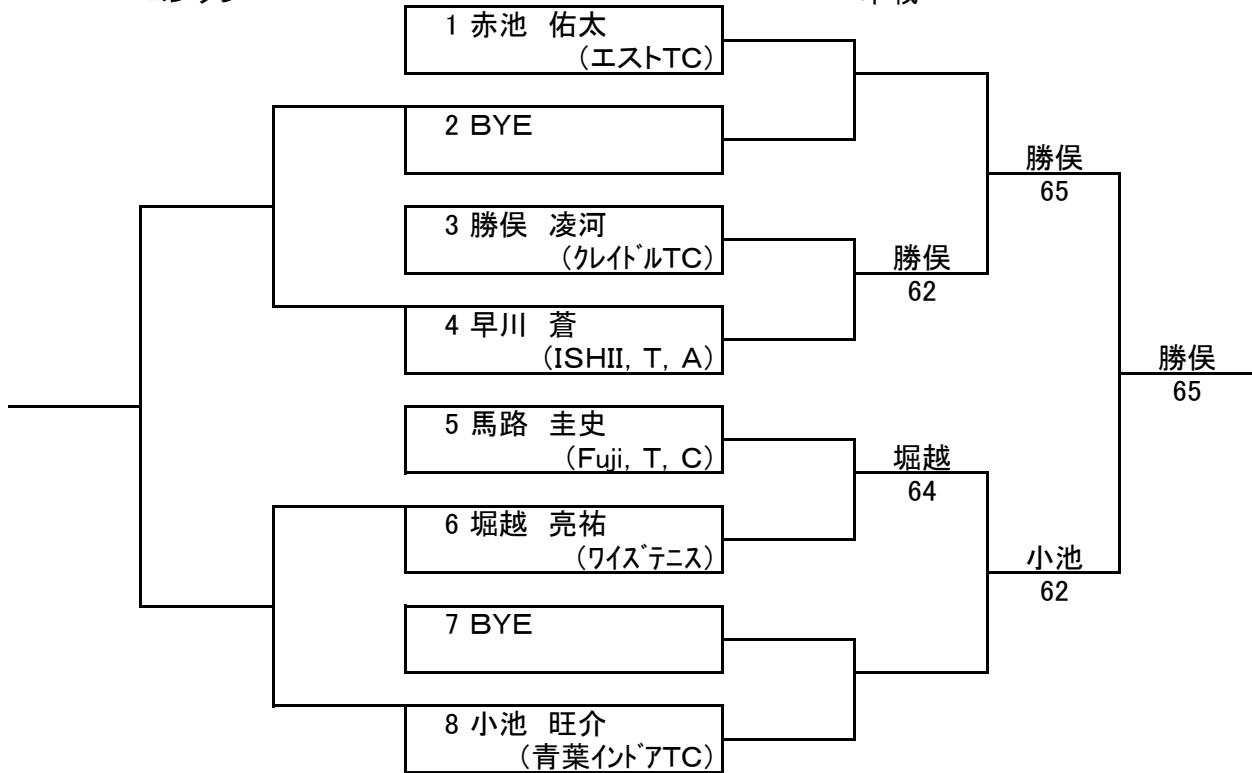 1 赤池 佑太
(エストTC)
2 BYE
3 勝俣 凌河
(クレイドルTC)
4 早川 蒼
(ISHII, T, A)
5 馬路 圭史
(Fuji, T, C)
6 堀越 亮祐
(ワイズテニス)
7 BYE
8 小池 旺介
(青葉インドアTC)
勝俣
62
堀越
64
勝俣
65
小池
62
勝俣
65